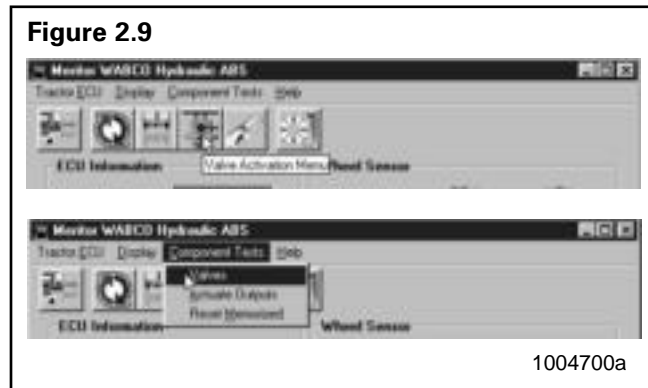 Figure 2.9
Meritor WABCO Hydraulic ABS
Tractor ECU Display Component Tests Help
Valve Activation Menu
ECU Information Wheel Sensor
Meritor WABCO Hydraulic ABS
Tractor ECU Display Component Tests Help
Valves
Actuate Outputs
Reset Memorized
ECU Information Wheel Sensor
1004700a